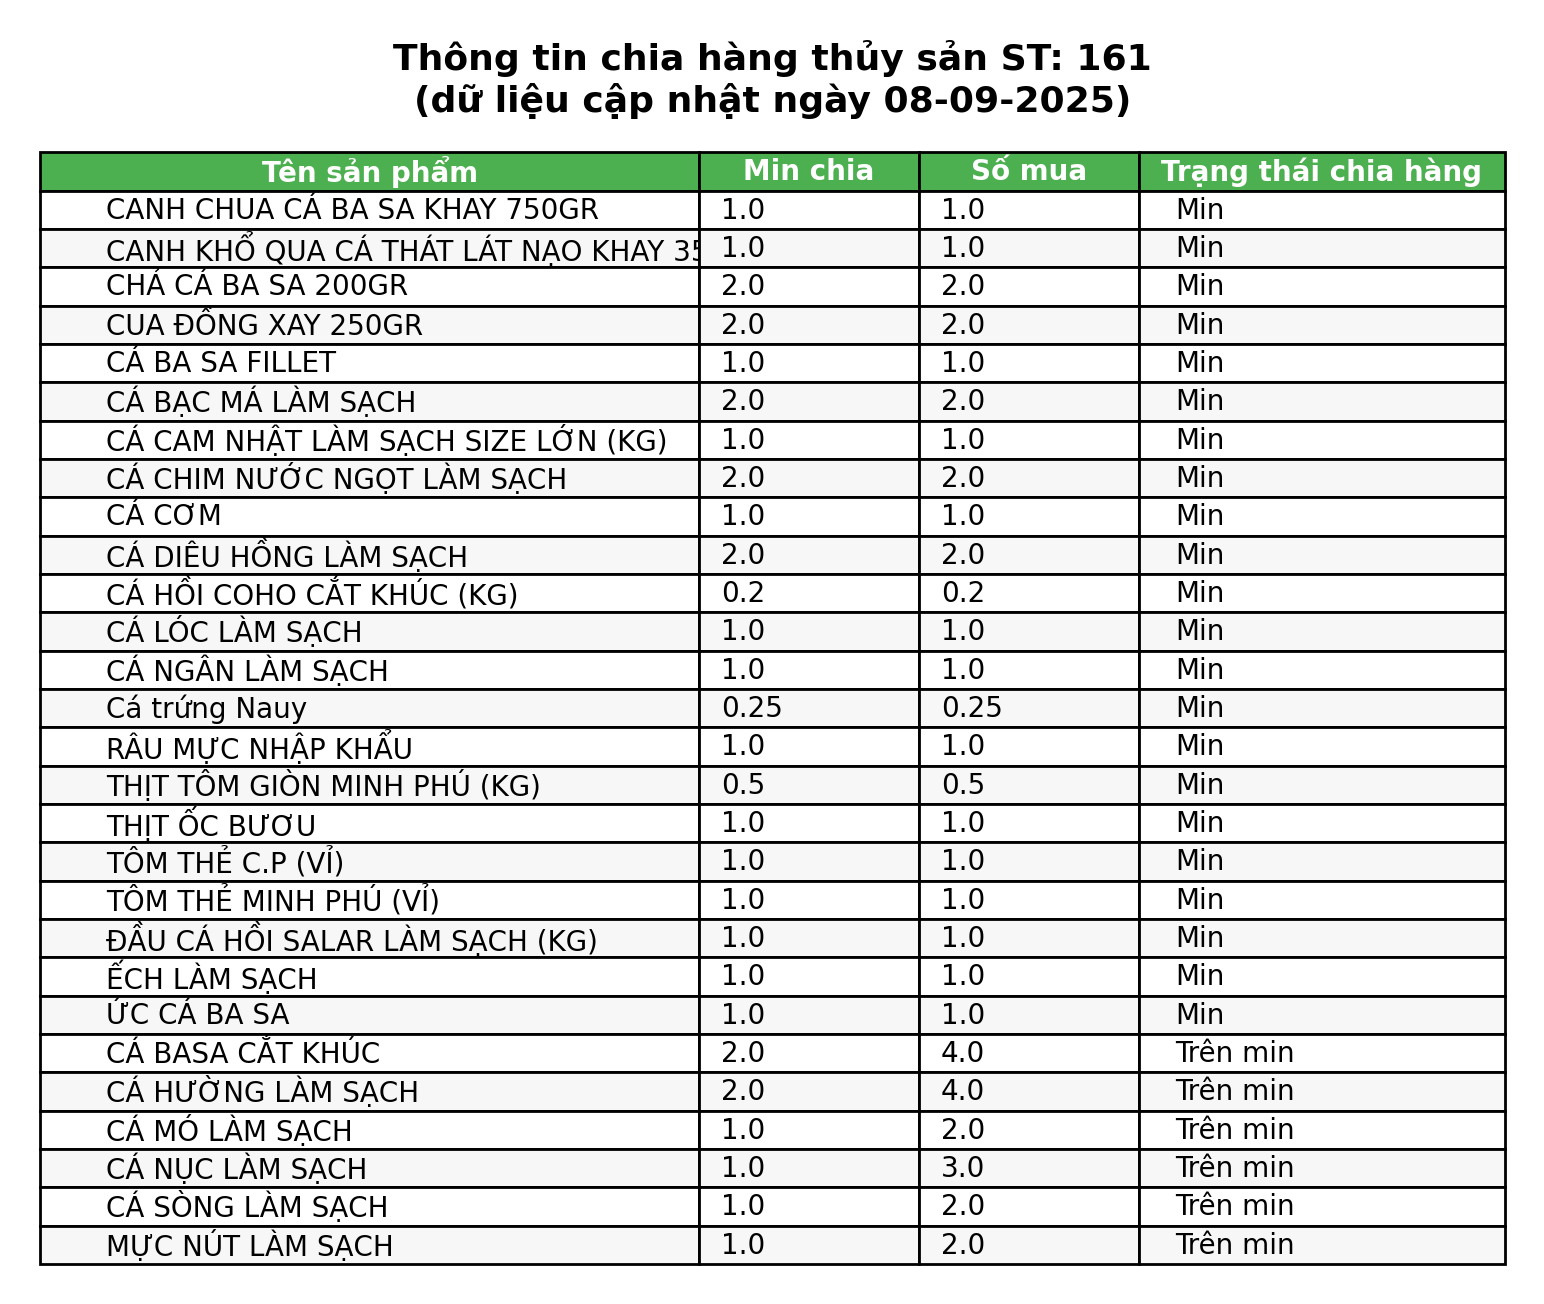 Thông tin chia hàng thủy sản ST: 161
(dữ liệu cập nhật ngày 08-09-2025)
Tên sản phẩm Min chia Số mua Trạng thái chia hàng
CANH CHUA CÁ BA SA KHAY 750GR 1.0 1.0 Min
CANH KHỔ QUA CÁ THÁT LÁT NẠO KHAY 35 1.0 1.0 Min
CHẢ CÁ BA SA 200GR 2.0 2.0 Min
CUA ĐỒNG XAY 250GR 2.0 2.0 Min
CÁ BA SA FILLET 1.0 1.0 Min
CÁ BẠC MÁ LÀM SẠCH 2.0 2.0 Min
CÁ CAM NHẬT LÀM SẠCH SIZE LỚN (KG) 1.0 1.0 Min
CÁ CHIM NƯỚC NGỌT LÀM SẠCH 2.0 2.0 Min
CÁ CƠM 1.0 1.0 Min
CÁ DIÊU HỒNG LÀM SẠCH 2.0 2.0 Min
CÁ HỒI COHO CẮT KHÚC (KG) 0.2 0.2 Min
CÁ LÓC LÀM SẠCH 1.0 1.0 Min
CÁ NGÂN LÀM SẠCH 1.0 1.0 Min
Cá trứng Nauy 0.25 0.25 Min
RÂU MỰC NHẬP KHẨU 1.0 1.0 Min
THỊT TÔM GIÒN MINH PHÚ (KG) 0.5 0.5 Min
THỊT ỐC BƯƠU 1.0 1.0 Min
TÔM THẺ C.P (VỈ) 1.0 1.0 Min
TÔM THẺ MINH PHÚ (VỈ) 1.0 1.0 Min
ĐẦU CÁ HỒI SALAR LÀM SẠCH (KG) 1.0 1.0 Min
ẾCH LÀM SẠCH 1.0 1.0 Min
ỨC CÁ BA SA 1.0 1.0 Min
CÁ BASA CẮT KHÚC 2.0 4.0 Trên min
CÁ HƯỜNG LÀM SẠCH 2.0 4.0 Trên min
CÁ MÓ LÀM SẠCH 1.0 2.0 Trên min
CÁ NỤC LÀM SẠCH 1.0 3.0 Trên min
CÁ SÒNG LÀM SẠCH 1.0 2.0 Trên min
MỰC NÚT LÀM SẠCH 1.0 2.0 Trên min